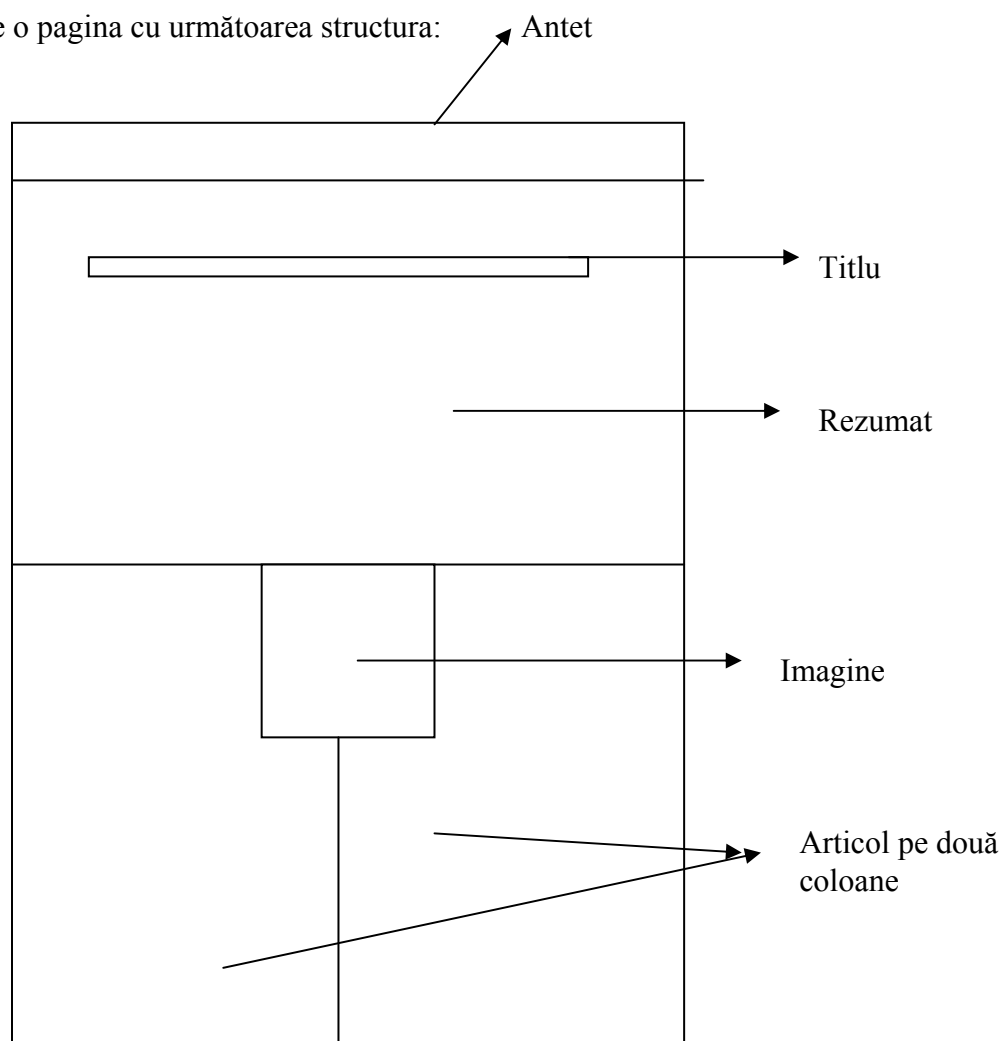 e o pagina cu următoarea structura:
Antet
Titlu
Rezumat
Imagine
Articol pe două
coloane